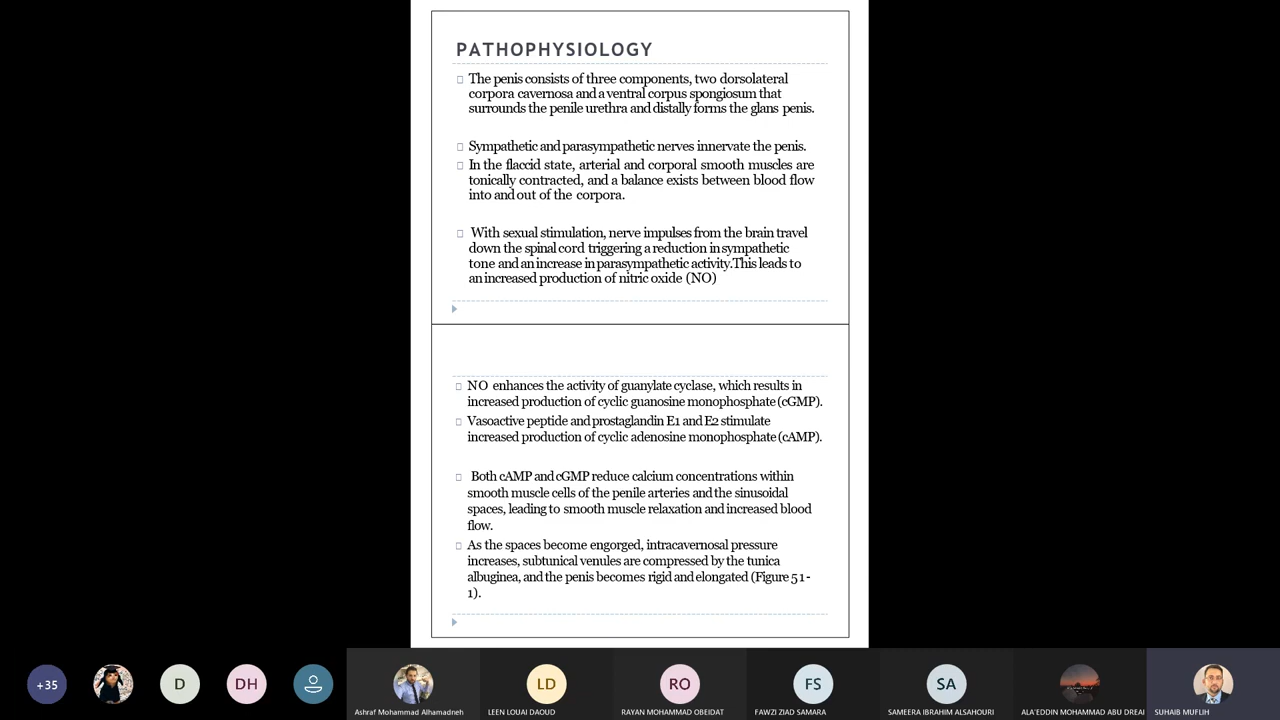 PATHOPHYSIOLOGY
The penis consists of three components, two dorsolateral
corpora cavernosa and a ventral corpus spongiosum that
surrounds the penile urethra and distally forms the glans penis.
Sympathetic and parasympathetic nerves innervate the penis.
In the flaccid state, arterial and corporal smooth muscles are
tonically contracted, and a balance exists between blood flow
into and out of the corpora.
With sexual stimulation, nerve impulses from the brain travel
down the spinal cord triggering a reduction in sympathetic
tone and an increase in parasympathetic activity.This leads to
an increased production of nitric oxide (NO)
NO enhances the activity of guanylate cyclase, which results in
increased production of cyclic guanosine monophosphate (cGMP).
Vasoactive peptide and prostaglandin E1 and E2 stimulate
increased production of cyclic adenosine monophosphate (cAMP).
Both cAMP and cGMP reduce calcium concentrations within
smooth muscle cells of the penile arteries and the sinusoidal
spaces, leading to smooth muscle relaxation and increased blood
flow.
As the spaces become engorged, intracavernosal pressure
increases, subtunical venules are compressed by the tunica
albuginea, and the penis becomes rigid and elongated (Figure 51-
1).
+35
D
DH
LD
RO
FS
SA
Ashraf Mohammad Alhamadneh
LEEN LOUAI DAOUD
RAYAN MOHAMMAD OBEIDAT
FAWZI ZIAD SAMARA
SAMEERA IBRAHIM ALSAHOURI
ALA'EDDIN MOHAMMAD ABU DREAI
SUHAIB MUFLIH